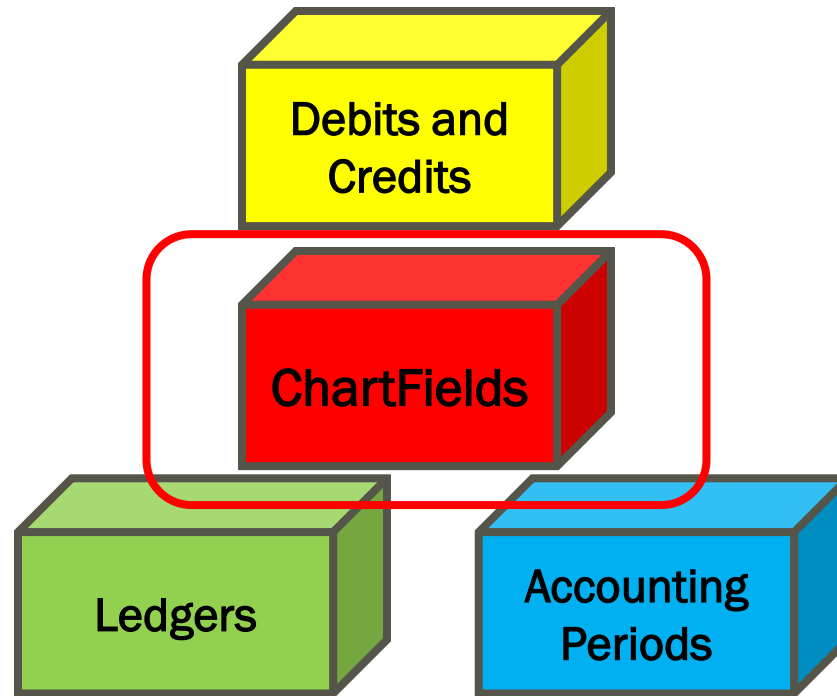 Debits and
Credits
ChartFields
Ledgers
Accounting
Periods